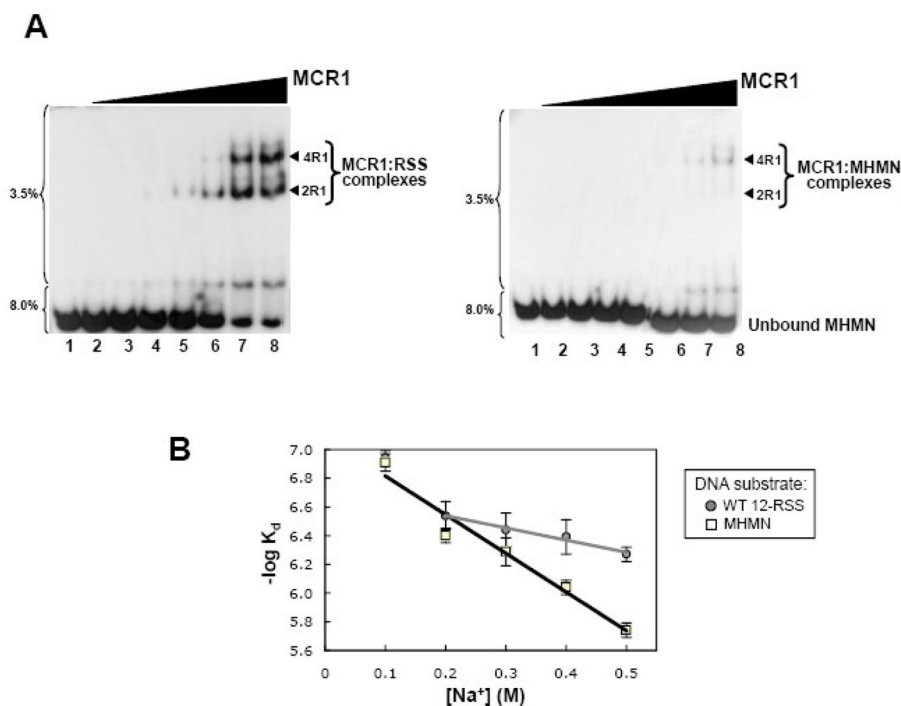 A
MCR1
3.5%
8.0%
4R1
2R1
MCR1:RSS
complexes
1 2 3 4 5 6 7 8
MCR1
3.5%
8.0%
4R1
2R1
MCR1:MHMN
complexes
Unbound MHMN
1 2 3 4 5 6 7 8
B
7.0
6.6
6.4
6.2
6.0
5.8
5.6
-log Kd
0 0.1 0.2 0.3 0.4 0.5
[Na+] (M)
DNA substrate:
WT 12-RSS
MHMN